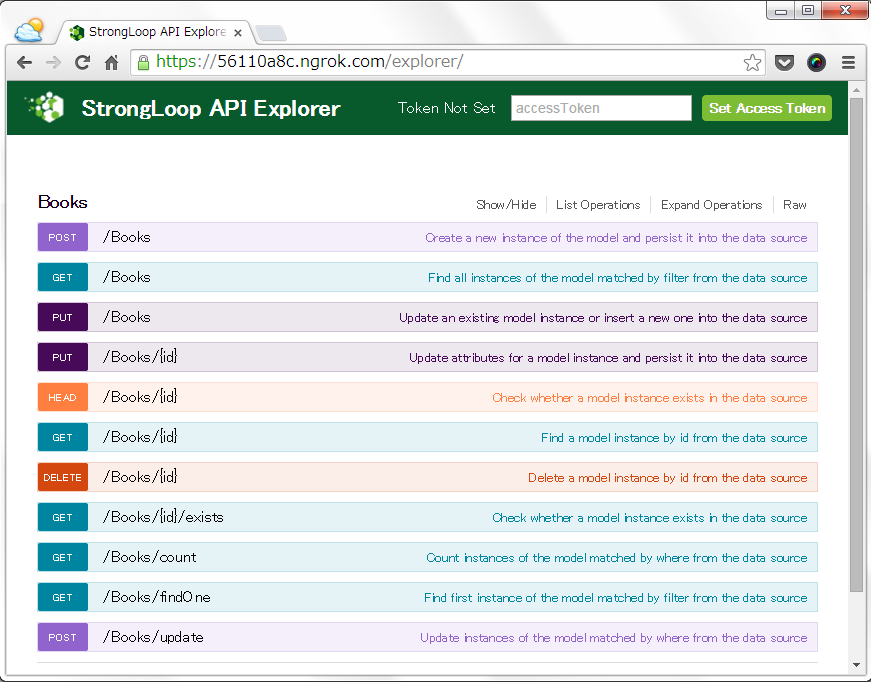 StrongLoop API Explore
https://56110a8c.ngrok.com/explorer/
StrongLoop API Explorer Token Not Set accessToken Set Access Token
Books Show/Hide List Operations Expand Operations Raw
POST /Books Create a new instance of the model and persist it into the data source
GET /Books Find all instances of the model matched by filter from the data source
PUT /Books Update an existing model instance or insert a new one into the data source
PUT /Books/{id} Update attributes for a model instance and persist it into the data source
HEAD /Books/{id} Check whether a model instance exists in the data source
GET /Books/{id} Find a model instance by id from the data source
DELETE /Books/{id} Delete a model instance by id from the data source
GET /Books/{id}/exists Check whether a model instance exists in the data source
GET /Books/count Count instances of the model matched by where from the data source
GET /Books/findOne Find first instance of the model matched by filter from the data source
POST /Books/update Update instances of the model matched by where from the data source